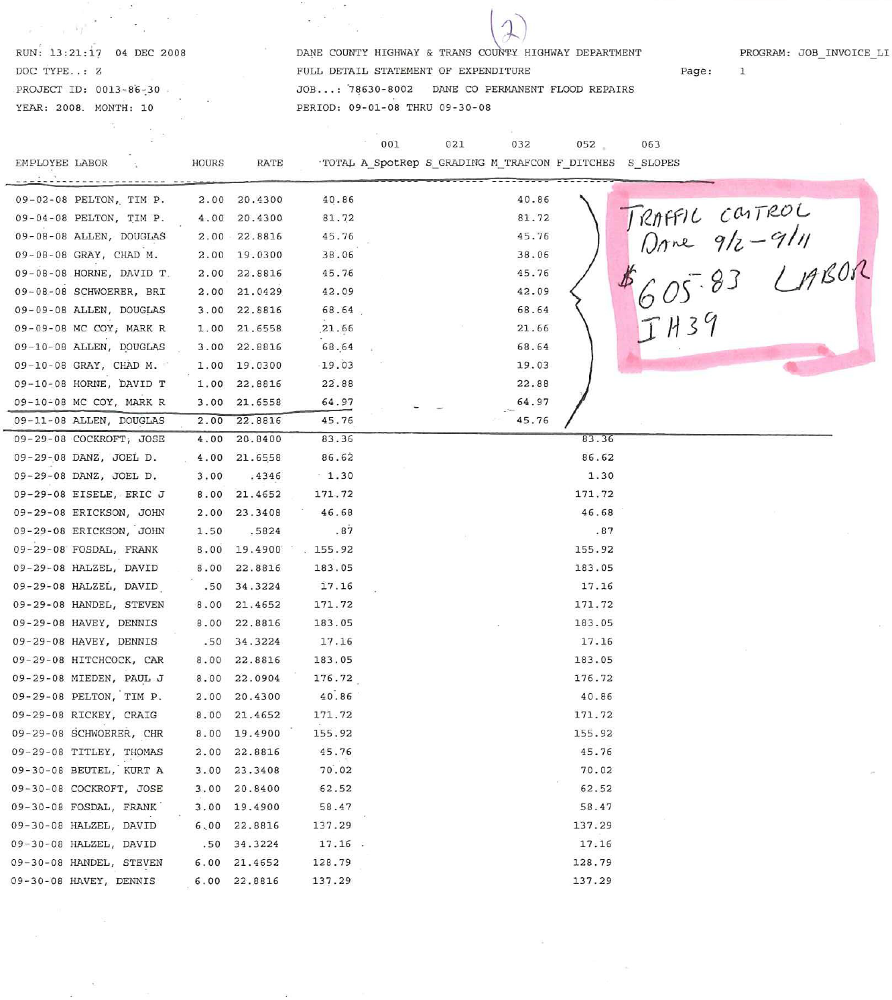 (2)
RUN: 13:21:17 04 DEC 2008 DANE COUNTY HIGHWAY & TRANS COUNTY HIGHWAY DEPARTMENT PROGRAM: JOB_INVOICE_LI
DOC TYPE..: Z FULL DETAIL STATEMENT OF EXPENDITURE Page: 1
PROJECT ID: 0013-86-30 JOB...: 78630-8002 DANE CO PERMANENT FLOOD REPAIRS
YEAR: 2008. MONTH: 10 PERIOD: 09-01-08 THRU 09-30-08
001 021 032 052 063
EMPLOYEE LABOR HOURS RATE TOTAL A_SpotRep S_GRADING M_TRAFCON F_DITCHES S_SLOPES
09-02-08 PELTON, TIM P. 2.00 20.4300 40.86 40.86
09-04-08 PELTON, TIM P. 4.00 20.4300 81.72 81.72
09-08-08 ALLEN, DOUGLAS 2.00 22.8816 45.76 45.76
09-08-08 GRAY, CHAD M. 2.00 19.0300 38.06 38.06
09-08-08 HORNE, DAVID T 2.00 22.8816 45.76 45.76
09-08-08 SCHWOERER, BRI 2.00 21.0429 42.09 42.09
09-09-08 ALLEN, DOUGLAS 3.00 22.8816 68.64 68.64
09-09-08 MC COY, MARK R 1.00 21.6558 21.66 21.66
09-10-08 ALLEN, DOUGLAS 3.00 22.8816 68.64 68.64
09-10-08 GRAY, CHAD M. 1.00 19.0300 19.03 19.03
09-10-08 HORNE, DAVID T 1.00 22.8816 22.88 22.88
09-10-08 MC COY, MARK R 3.00 21.6558 64.97 64.97
09-11-08 ALLEN, DOUGLAS 2.00 22.8816 45.76 45.76
TRAFFIC CONTROL
Dane 9/2 - 9/11
$ 605.83 LABOR
IH39
09-29-08 COCKROFT, JOSE 4.00 20.8400 83.36 83.36
09-29-08 DANZ, JOEL D. 4.00 21.6558 86.62 86.62
09-29-08 DANZ, JOEL D. 3.00 .4346 1.30 1.30
09-29-08 EISELE, ERIC J 8.00 21.4652 171.72 171.72
09-29-08 ERICKSON, JOHN 2.00 23.3408 46.68 46.68
09-29-08 ERICKSON, JOHN 1.50 .5824 .87 .87
09-29-08 FOSDAL, FRANK 8.00 19.4900 155.92 155.92
09-29-08 HALZEL, DAVID 8.00 22.8816 183.05 183.05
09-29-08 HALZEL, DAVID .50 34.3224 17.16 17.16
09-29-08 HANDEL, STEVEN 8.00 21.4652 171.72 171.72
09-29-08 HAVEY, DENNIS 8.00 22.8816 183.05 183.05
09-29-08 HAVEY, DENNIS .50 34.3224 17.16 17.16
09-29-08 HITCHCOCK, CAR 8.00 22.8816 183.05 183.05
09-29-08 MIEDEN, PAUL J 8.00 22.0904 176.72 176.72
09-29-08 PELTON, TIM P. 2.00 20.4300 40.86 40.86
09-29-08 RICKEY, CRAIG 8.00 21.4652 171.72 171.72
09-29-08 SCHWOERER, CHR 8.00 19.4900 155.92 155.92
09-29-08 TITLEY, THOMAS 2.00 22.8816 45.76 45.76
09-30-08 BEUTEL, KURT A 3.00 23.3408 70.02 70.02
09-30-08 COCKROFT, JOSE 3.00 20.8400 62.52 62.52
09-30-08 FOSDAL, FRANK 3.00 19.4900 58.47 58.47
09-30-08 HALZEL, DAVID 6.00 22.8816 137.29 137.29
09-30-08 HALZEL, DAVID .50 34.3224 17.16 17.16
09-30-08 HANDEL, STEVEN 6.00 21.4652 128.79 128.79
09-30-08 HAVEY, DENNIS 6.00 22.8816 137.29 137.29